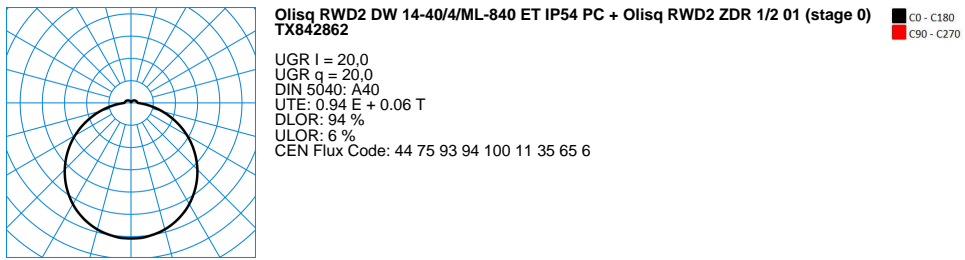 Olisq RWD2 DW 14-40/4/ML-840 ET IP54 PC + Olisq RWD2 ZDR 1/2 01 (stage 0)
TX842862
UGR l = 20,0
UGR q = 20,0
DIN 5040: A40
UTE: 0.94 E + 0.06 T
DLOR: 94 %
ULOR: 6 %
CEN Flux Code: 44 75 93 94 100 11 35 65 6
C0 - C180
C90 - C270